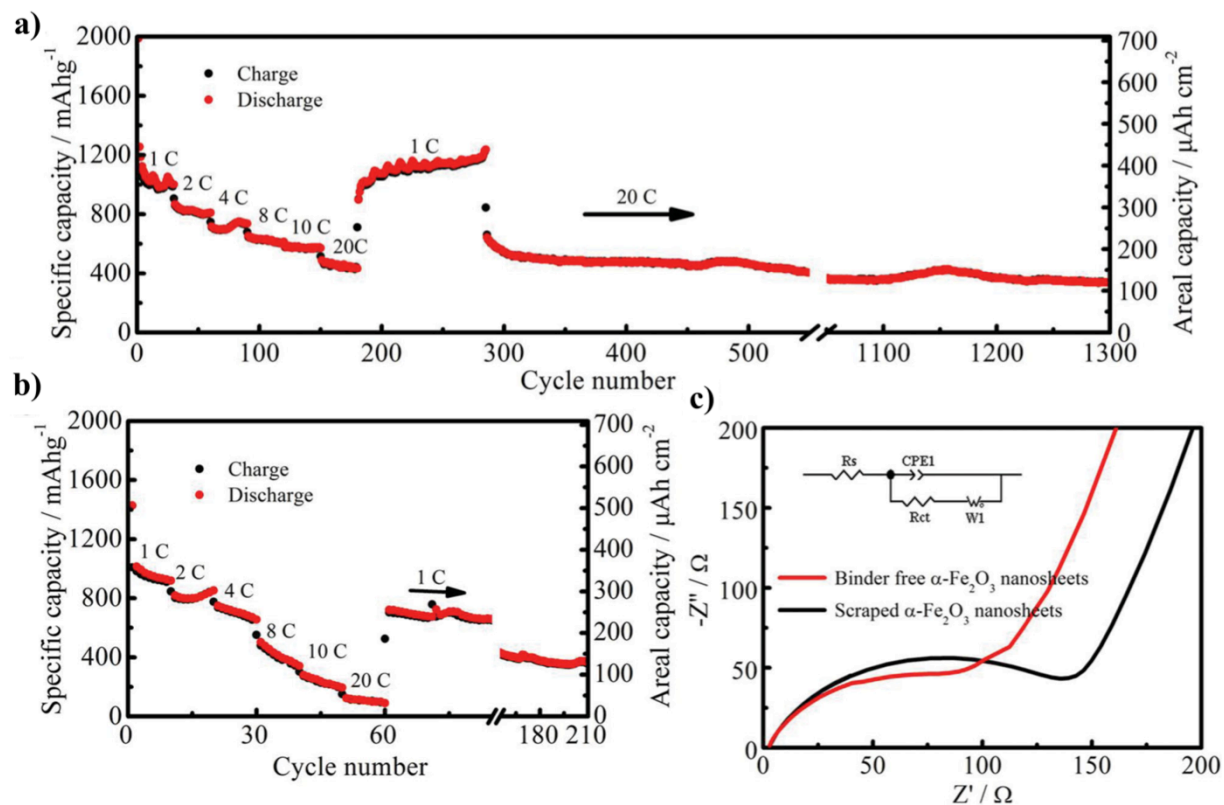 a)
2000
1600
1200
800
400
0
Specific capacity / mAhg⁻¹
Charge
Discharge
1 C
2 C
4 C
8 C
10 C
20C
1 C
20 C
700
600
500
400
300
200
100
0
Areal capacity / μAh cm⁻²
0 100 200 300 400 500 1100 1200 1300
Cycle number
b)
2000
1600
1200
800
400
0
Specific capacity / mAhg⁻¹
Charge
Discharge
1 C
2 C
4 C
8 C
10 C
20 C
1 C
700
600
500
400
300
200
100
0
Areal capacity / μAh cm⁻²
0 30 60 180 210
Cycle number
c)
200
150
100
50
0
-Z'' / Ω
Rs CPE1
Rct W1
Binder free α-Fe₂O₃ nanosheets
Scraped α-Fe₂O₃ nanosheets
0 50 100 150 200
Z' / Ω